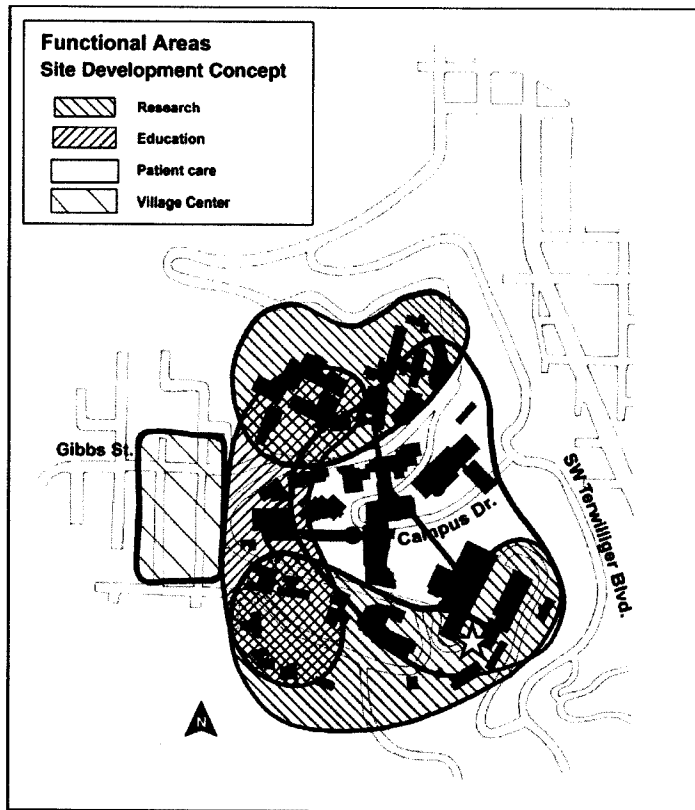 Functional Areas
Site Development Concept
Research
Education
Patient care
Village Center
Gibbs St.
Campus Dr.
SW Terwilliger Blvd.
N